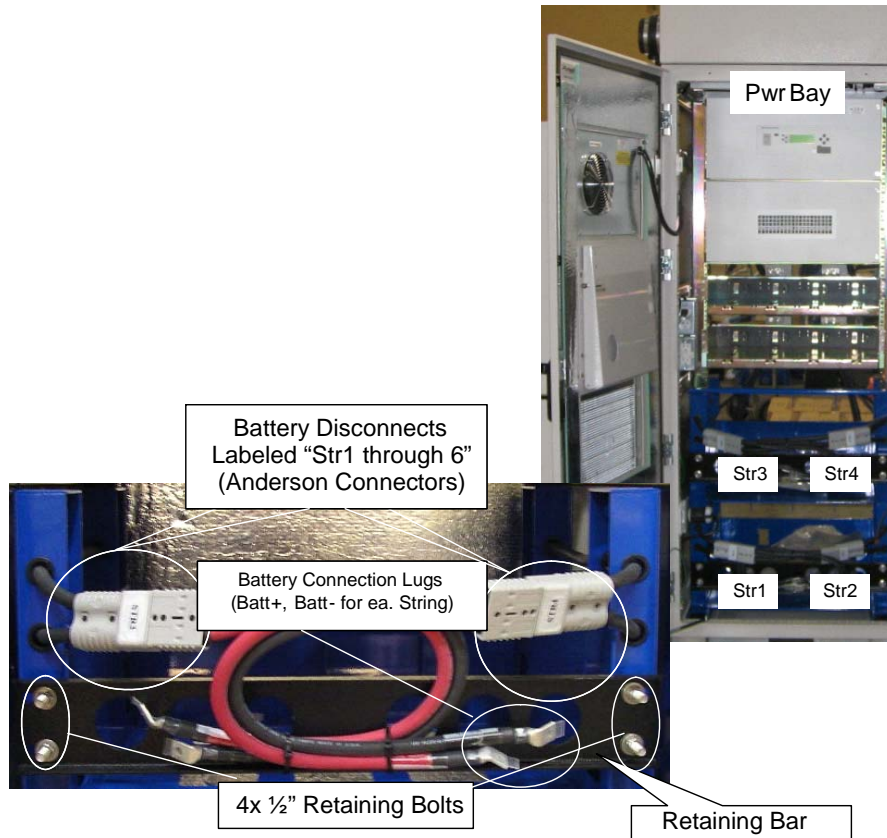 Pwr Bay
Str3
Str4
Str1
Str2
Battery Disconnects
Labeled “Str1 through 6”
(Anderson Connectors)
Battery Connection Lugs
(Batt+, Batt- for ea. String)
4x ½” Retaining Bolts
Retaining Bar